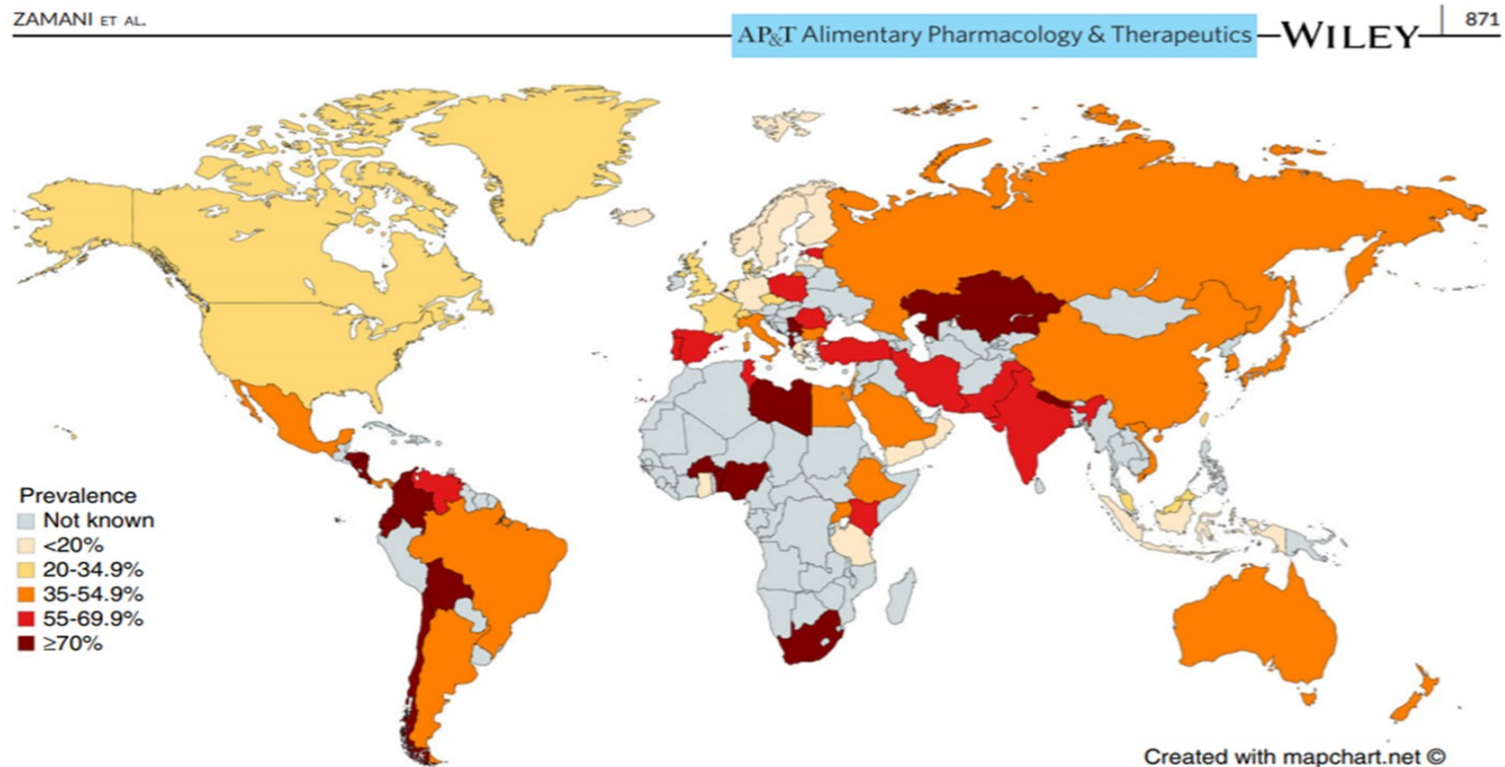 ZAMANI ET AL.
AP&T Alimentary Pharmacology & Therapeutics WILEY 871
Prevalence
Not known
<20%
20-34.9%
35-54.9%
55-69.9%
≥70%
Created with mapchart.net ©